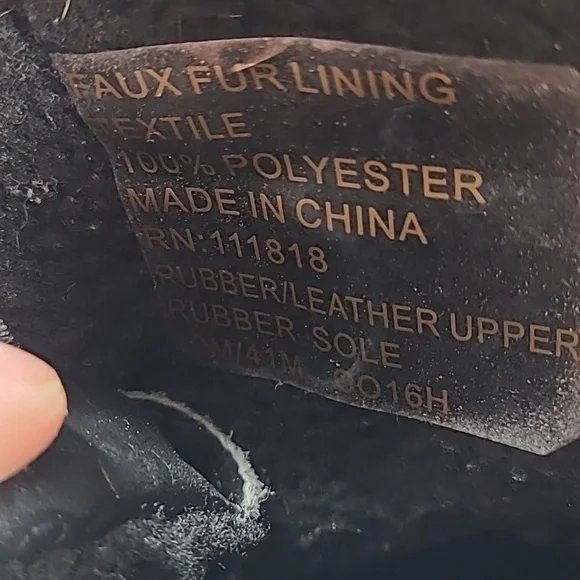 FAUX FUR LINING
TEXTILE
100% POLYESTER
MADE IN CHINA
RN:111818
RUBBER/LEATHER UPPER
RUBBER SOLE